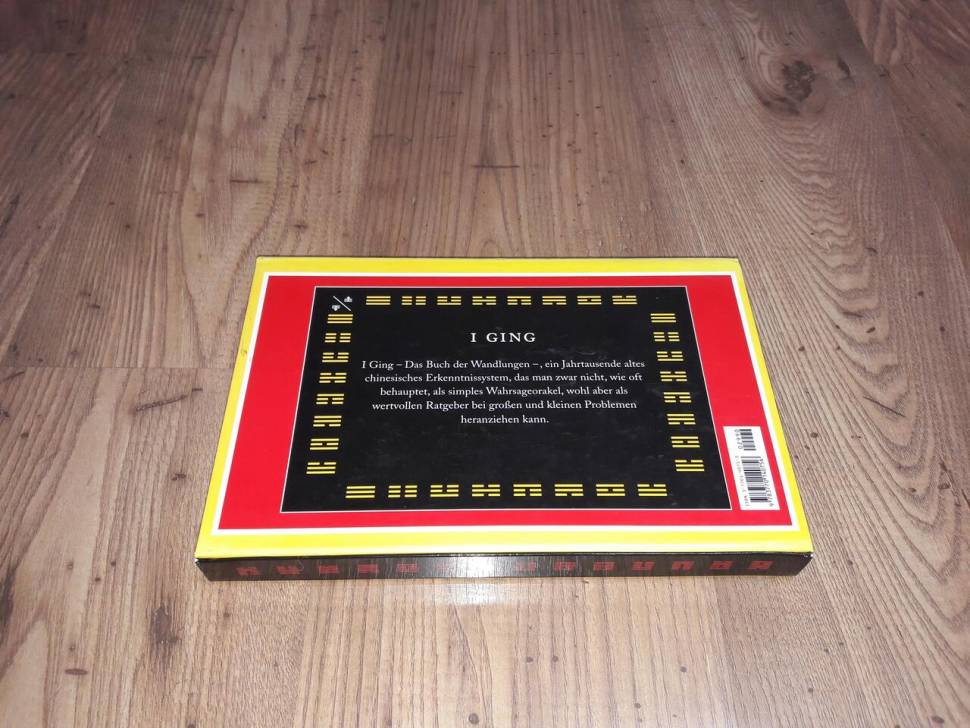 I GING
I Ging – Das Buch der Wandlungen –, ein Jahrtausende altes
chinesisches Erkenntnissystem, das man zwar nicht, wie oft
behauptet, als simples Wahrsageorakel, wohl aber als
wertvollen Ratgeber bei großen und kleinen Problemen
heranziehen kann.